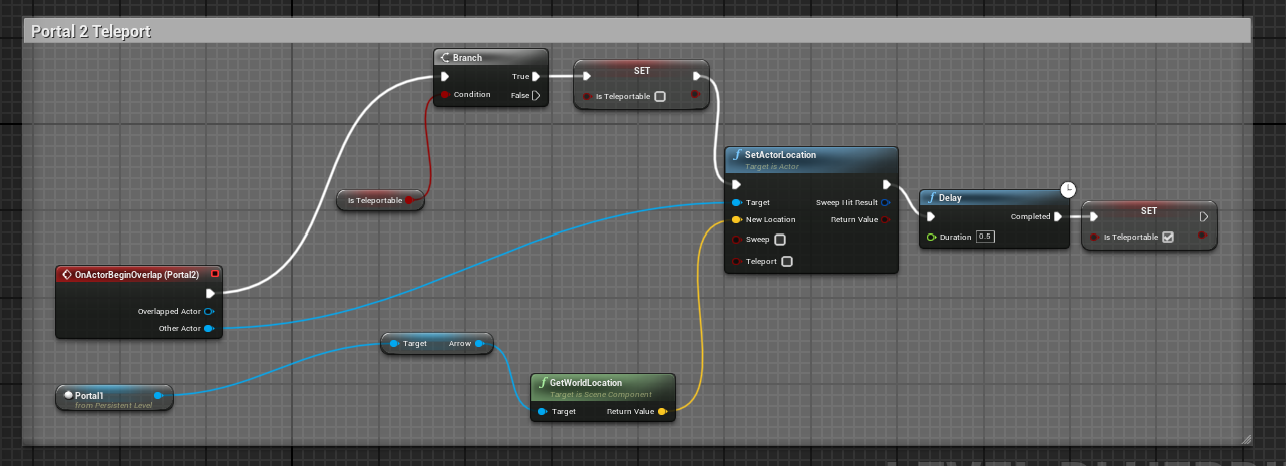 Portal 2 Teleport
Branch
True
Condition
False
SET
Is Teleportable
Is Teleportable
SetActorLocation
Target is Actor
Target
Sweep Hit Result
New Location
Return Value
Sweep
Teleport
Delay
Completed
Duration
0.5
SET
Is Teleportable
OnActorBeginOverlap (Portal2)
Overlapped Actor
Other Actor
Target
Arrow
Portal1
from Persistent Level
GetWorldLocation
Target is Scene Component
Target
Return Value